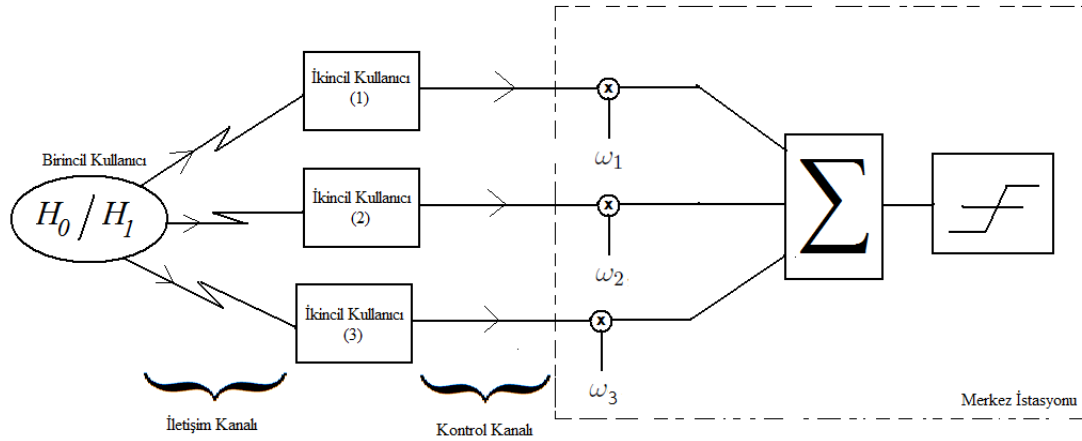 Birincil Kullanıcı
H₀ / H₁
İkincil Kullanıcı
(1)
İkincil Kullanıcı
(2)
İkincil Kullanıcı
(3)
x
ω₁
x
ω₂
x
ω₃
∑
İletişim Kanalı
Kontrol Kanalı
Merkez İstasyonu